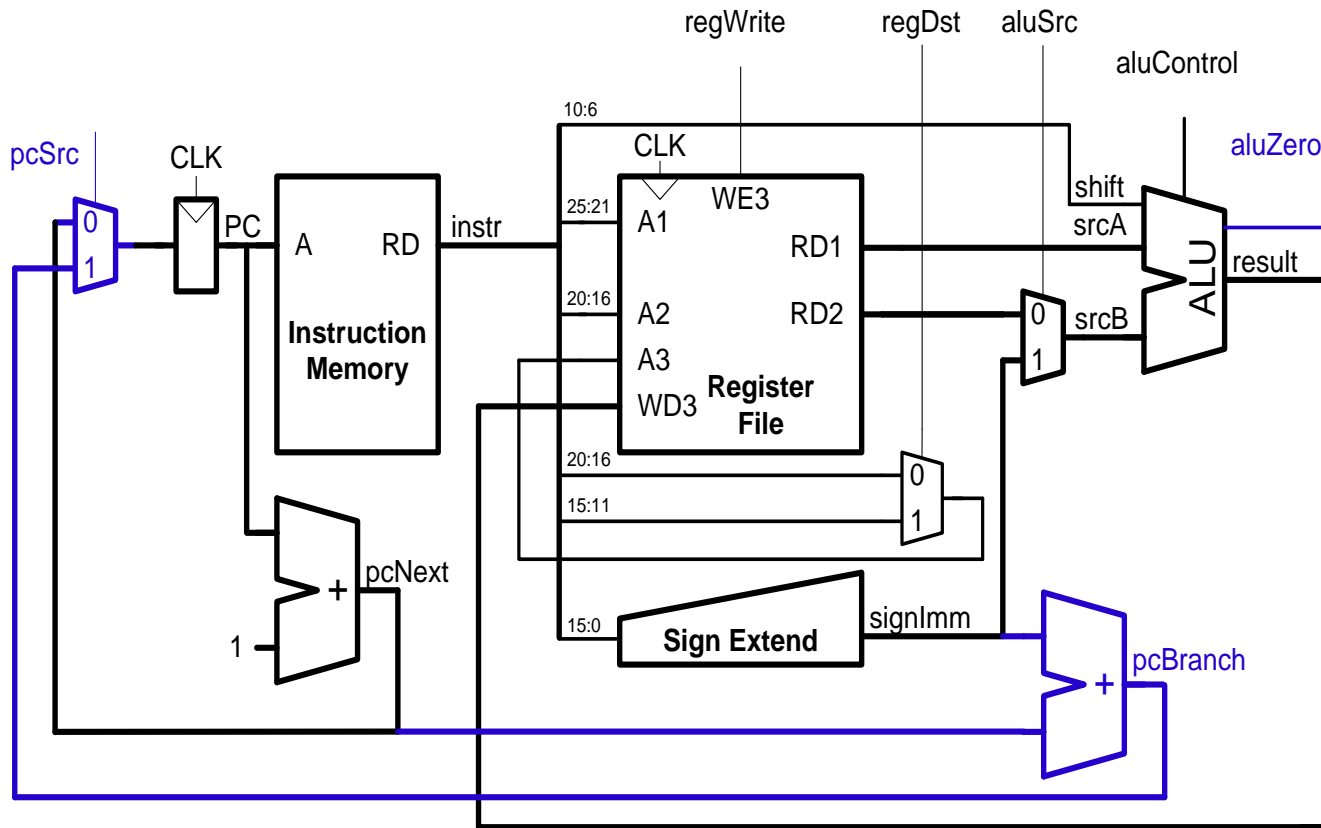 regWrite
regDst
aluSrc
aluControl
10:6
pcSrc
CLK
CLK
aluZero
0
1
PC
A
RD
Instruction
Memory
instr
25:21
20:16
A1
WE3
RD1
A2
RD2
A3
WD3
Register
File
shift
srcA
0
1
srcB
ALU
result
20:16
15:11
0
1
+
1
pcNext
15:0
Sign Extend
signImm
+
pcBranch